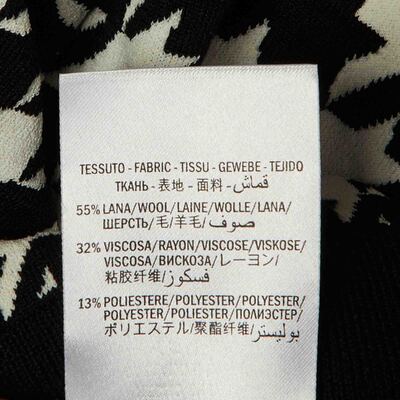 TESSUTO - FABRIC - TISSU - GEWEBE - TEJIDO
ТКАНЬ - 表地 - 面料 - قماش
55% LANA/WOOL/LAINE/WOLLE/LANA/
ШЕРСТЬ/毛/羊毛/صوف
32% VISCOSA/RAYON/VISCOSE/VISKOSE/
VISCOSA/ВИСКОЗА/レーヨン/
粘胶纤维/فسكوز
13% POLIESTERE/POLYESTER/POLYESTER/
POLYESTER/POLYESTER/ПОЛИЭСТЕР/
ポリエステル/聚酯纤维/بوليستر